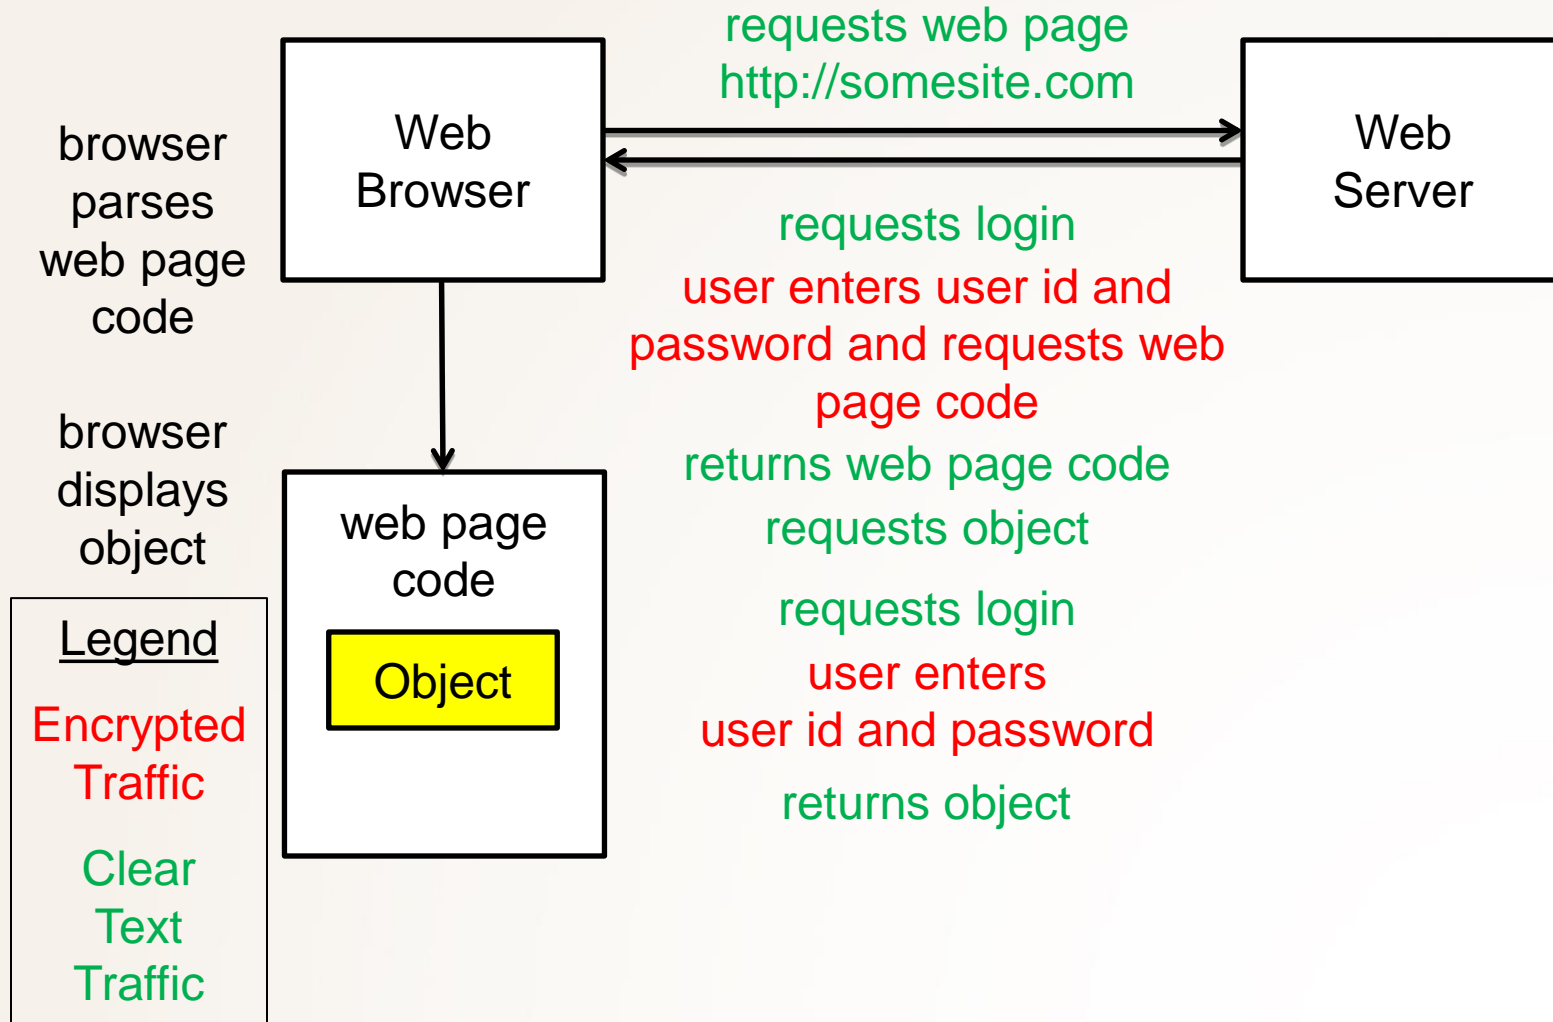 requests web page
http://somesite.com
Web
Browser
Web
Server
browser
parses
web page
code
requests login
user enters user id and
password and requests web
page code
returns web page code
requests object
requests login
user enters
user id and password
returns object
browser
displays
object
web page
code
Object
Legend
Encrypted
Traffic
Clear
Text
Traffic